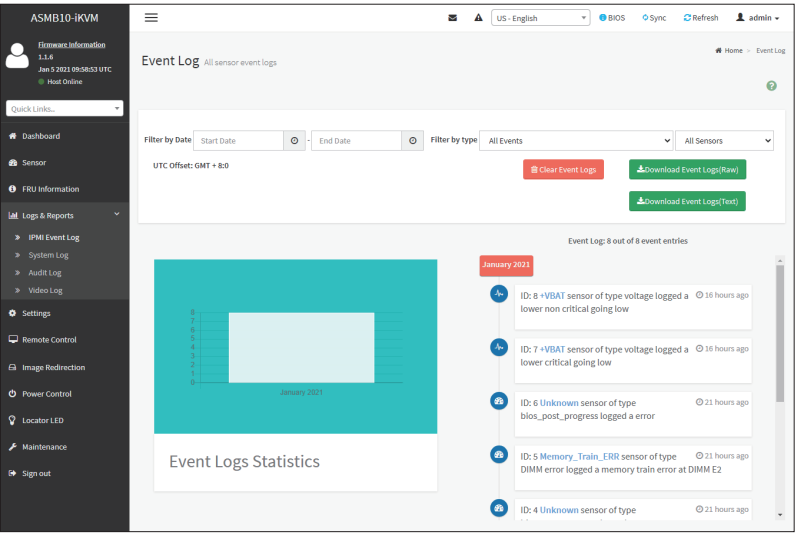 ASMB10-iKVM
Firmware Information
1.1.6
Jan 5 2021 09:58:53 UTC
Host Online
Quick Links..
Dashboard
Sensor
FRU Information
Logs & Reports
IPMI Event Log
System Log
Audit Log
Video Log
Settings
Remote Control
Image Redirection
Power Control
Locator LED
Maintenance
Sign out
US - English
BIOS
Sync
Refresh
admin
Event Log All sensor event logs
Home > Event Log
Filter by Date Start Date - End Date Filter by type All Events All Sensors
UTC Offset: GMT + 8:0
Clear Event Logs
Download Event Logs(Raw)
Download Event Logs(Text)
Event Log: 8 out of 8 event entries
8
7
6
5
4
3
2
1
0
January 2021
Event Logs Statistics
January 2021
ID: 8 +VBAT sensor of type voltage logged a 16 hours ago
lower non critical going low
ID: 7 +VBAT sensor of type voltage logged a 16 hours ago
lower critical going low
ID: 6 Unknown sensor of type 21 hours ago
bios_post_progress logged a error
ID: 5 Memory_Train_ERR sensor of type 21 hours ago
DIMM error logged a memory train error at DIMM E2
ID: 4 Unknown sensor of type 21 hours ago